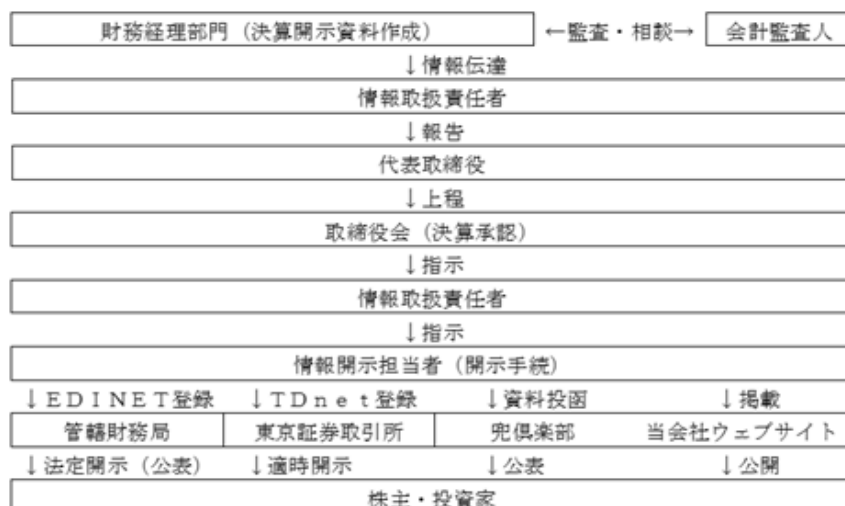 財務経理部門（決算開示資料作成） ←監査・相談→ 会計監査人
↓情報伝達
情報取扱責任者
↓報告
代表取締役
↓上程
取締役会（決算承認）
↓指示
情報取扱責任者
↓指示
情報開示担当者（開示手続）
↓ＥＤＩＮＥＴ登録 ↓ＴＤｎｅｔ登録 ↓資料投函 ↓掲載
管轄財務局 東京証券取引所 兜倶楽部 当会社ウェブサイト
↓法定開示（公表） ↓適時開示 ↓公表 ↓公開
株主・投資家